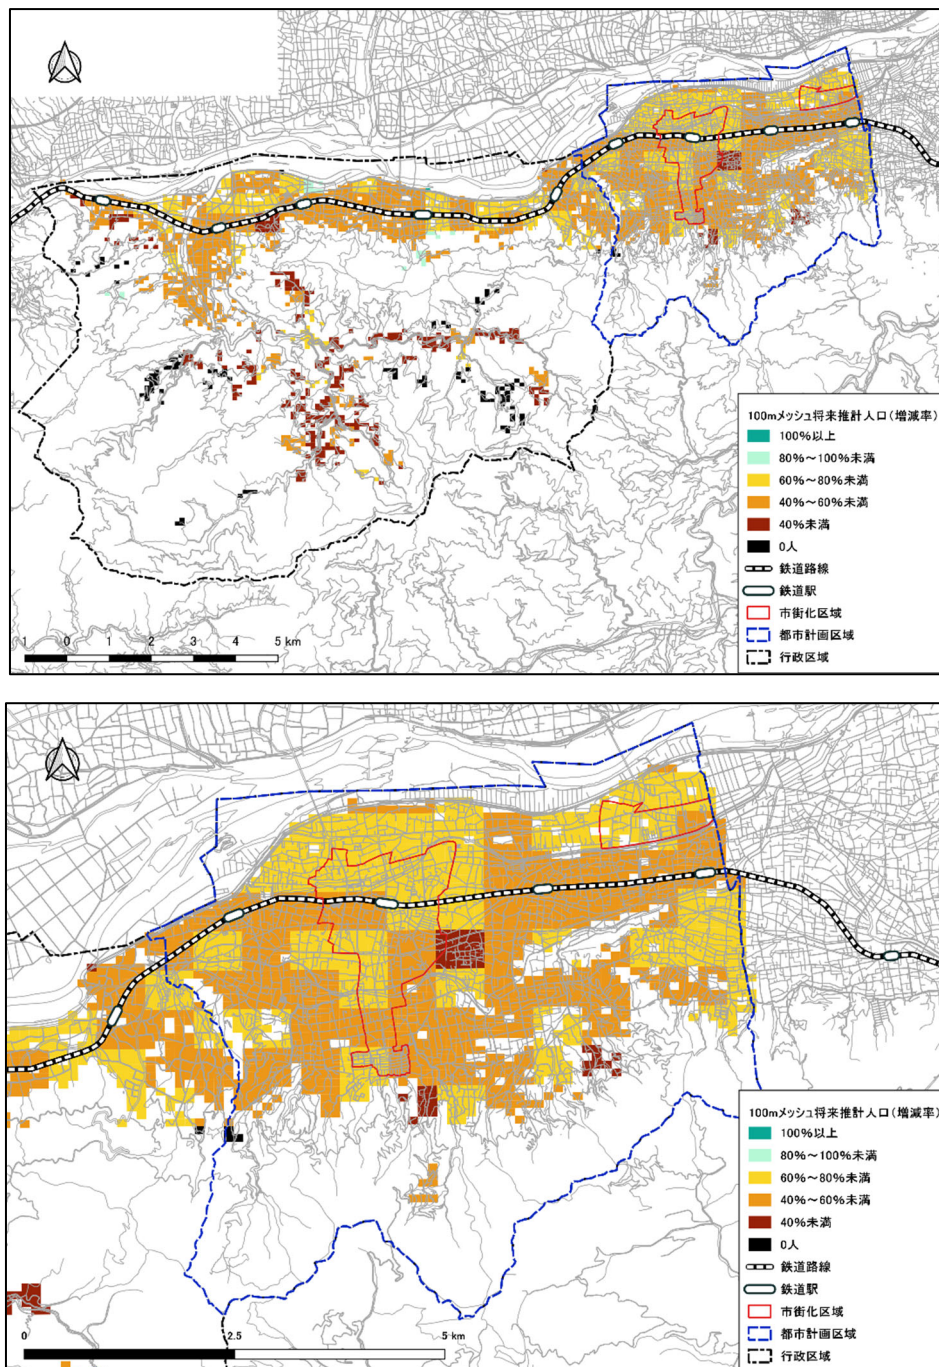 100mメッシュ将来推計人口（増減率）
100％以上
80％～100％未満
60％～80％未満
40％～60％未満
40％未満
0人
鉄道路線
鉄道駅
市街化区域
都市計画区域
行政区域
1 0 1 2 3 4 5 km
100mメッシュ将来推計人口（増減率）
100％以上
80％～100％未満
60％～80％未満
40％～60％未満
40％未満
0人
鉄道路線
鉄道駅
市街化区域
都市計画区域
行政区域
0 2.5 5 km